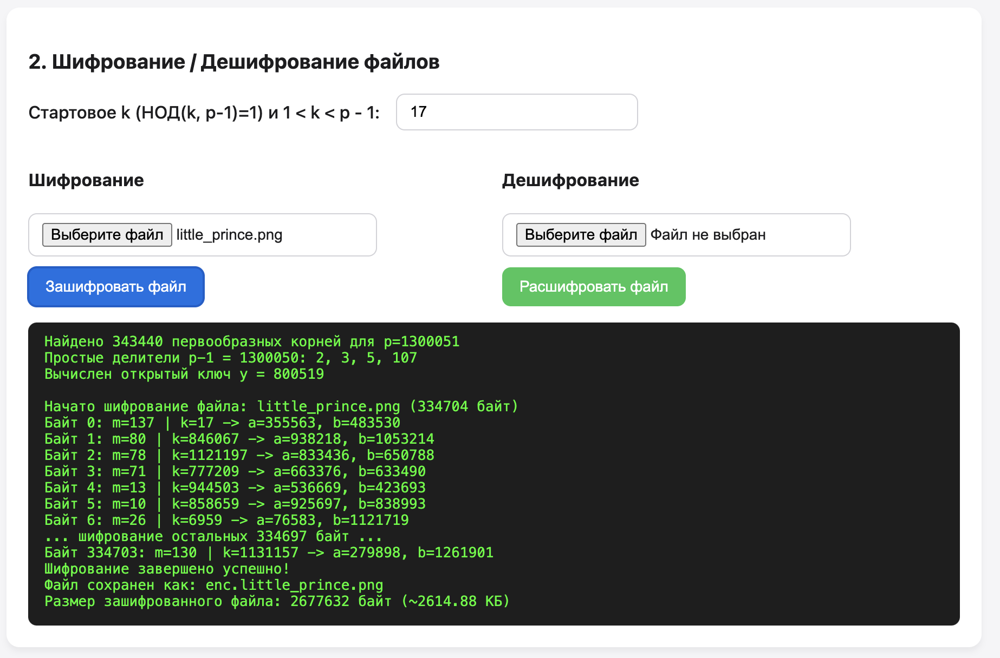 2. Шифрование / Дешифрование файлов
Стартовое k (НОД(k, p-1)=1) и 1 < k < p - 1:
17
Шифрование
Выберите файл little_prince.png
Зашифровать файл
Дешифрование
Выберите файл Файл не выбран
Расшифровать файл
Найдено 343440 первообразных корней для p=1300051
Простые делители p-1 = 1300050: 2, 3, 5, 107
Вычислен открытый ключ y = 800519
Начато шифрование файла: little_prince.png (334704 байт)
Байт 0: m=137 | k=17 -> a=355563, b=483530
Байт 1: m=80 | k=846067 -> a=938218, b=1053214
Байт 2: m=78 | k=1121197 -> a=833436, b=650788
Байт 3: m=71 | k=777209 -> a=663376, b=633490
Байт 4: m=13 | k=944503 -> a=536669, b=423693
Байт 5: m=10 | k=858659 -> a=925697, b=838993
Байт 6: m=26 | k=6959 -> a=76583, b=1121719
... шифрование остальных 334697 байт ...
Байт 334703: m=130 | k=1131157 -> a=279898, b=1261901
Шифрование завершено успешно!
Файл сохранен как: enc.little_prince.png
Размер зашифрованного файла: 2677632 байт (~2614.88 КБ)